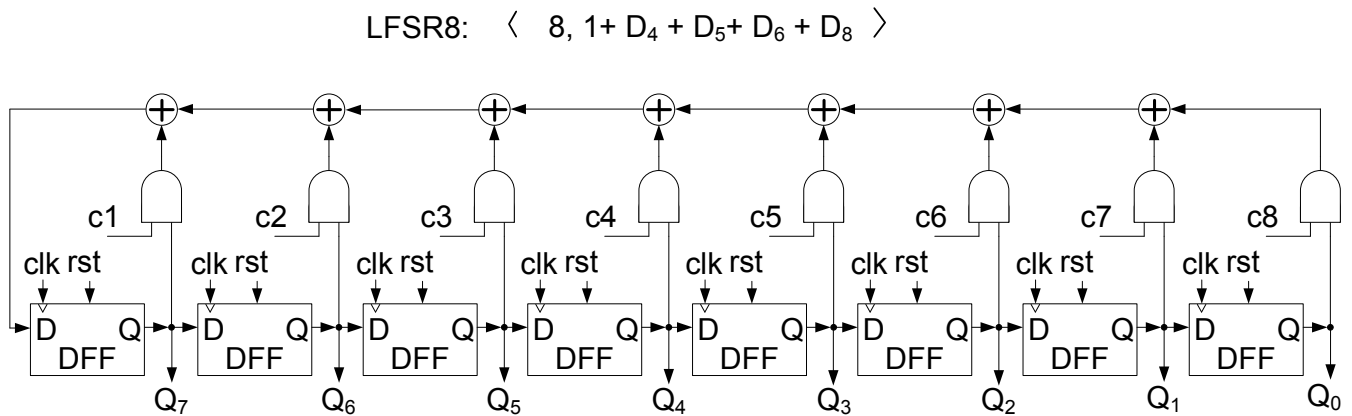 LFSR8: 〈 8, 1+ D₄ + D₅+ D₆ + D₈ 〉
c1 c2 c3 c4 c5 c6 c7 c8
clk rst clk rst clk rst clk rst clk rst clk rst clk rst clk rst
D Q D Q D Q D Q D Q D Q D Q D Q
DFF DFF DFF DFF DFF DFF DFF DFF
Q₇ Q₆ Q₅ Q₄ Q₃ Q₂ Q₁ Q₀